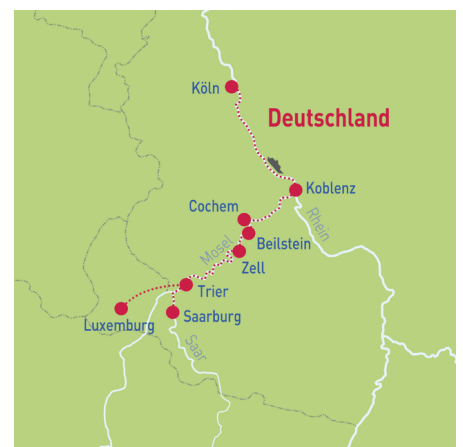 Köln
Deutschland
Koblenz
Cochem
Rhein
Mosel
Beilstein
Zell
Trier
Luxemburg
Saarburg
Saar